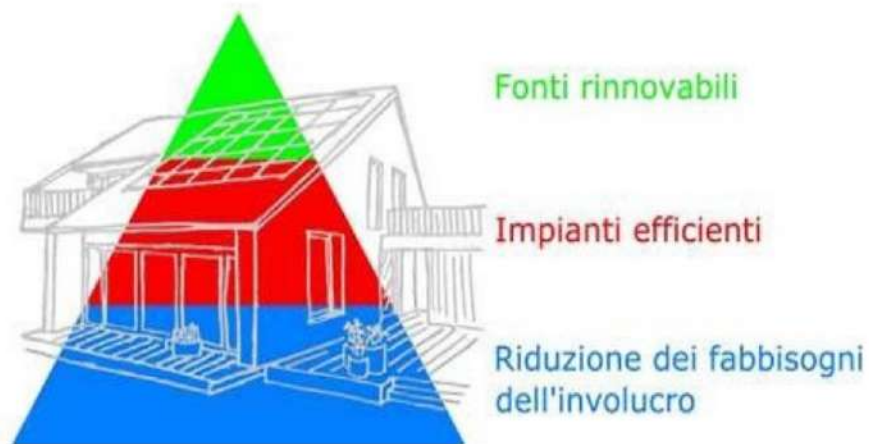 Fonti rinnovabili
Impianti efficienti
Riduzione dei fabbisogni
dell'involucro